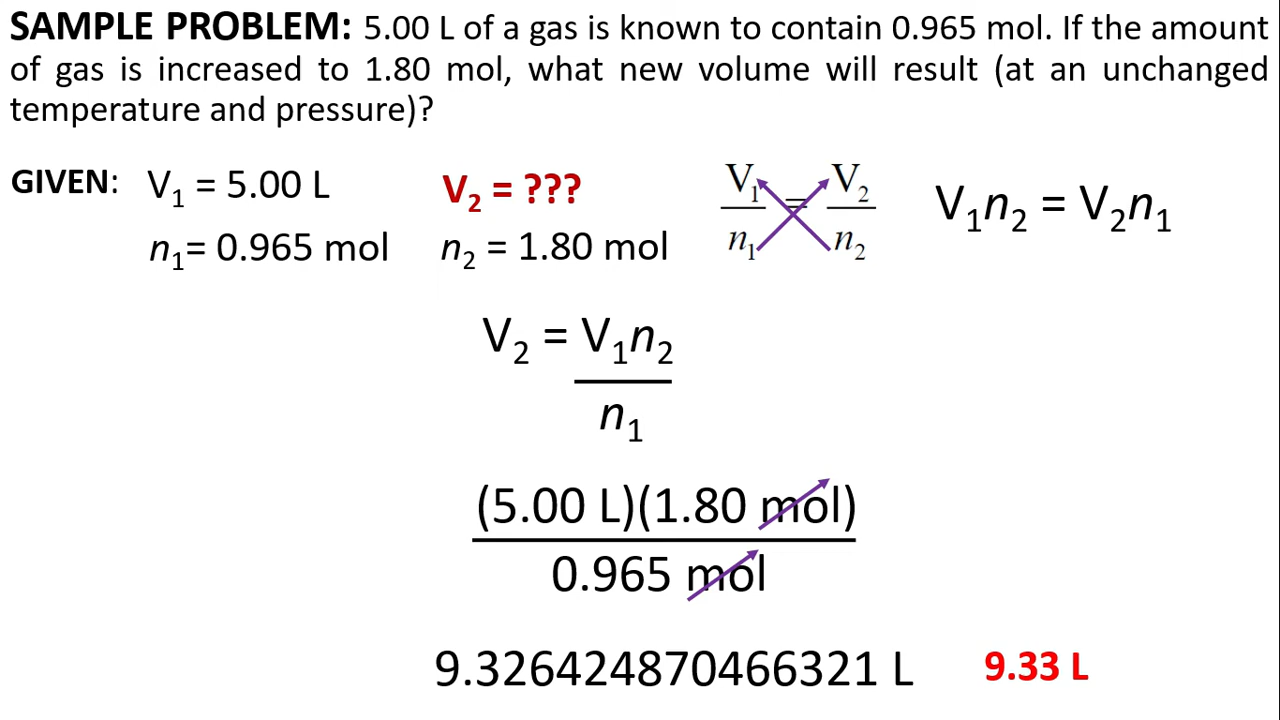 SAMPLE PROBLEM: 5.00 L of a gas is known to contain 0.965 mol. If the amount
of gas is increased to 1.80 mol, what new volume will result (at an unchanged
temperature and pressure)?
GIVEN: V₁ = 5.00 L V₂ = ???
n₁= 0.965 mol n₂ = 1.80 mol
V₁ = V₂
n₁ n₂
V₁n₂ = V₂n₁
V₂ = V₁n₂
n₁
(5.00 L)(1.80 mol)
0.965 mol
9.326424870466321 L 9.33 L